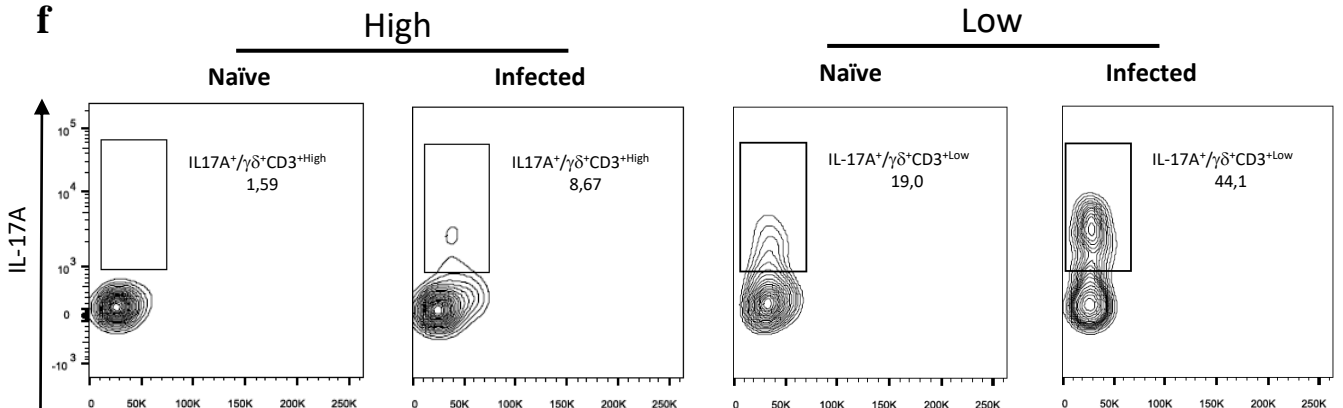 f
High
Low
Naïve
Infected
Naïve
Infected
IL-17A
10⁵
10⁴
10³
0
-10³
IL17A⁺/γδ⁺CD3⁺ᴴⁱᵍʰ
1,59
IL17A⁺/γδ⁺CD3⁺ᴴⁱᵍʰ
8,67
IL-17A⁺/γδ⁺CD3⁺ᴸᵒʷ
19,0
IL-17A⁺/γδ⁺CD3⁺ᴸᵒʷ
44,1
0 50K 100K 150K 200K 250K
0 50K 100K 150K 200K 250K
0 50K 100K 150K 200K 250K
0 50K 100K 150K 200K 250K